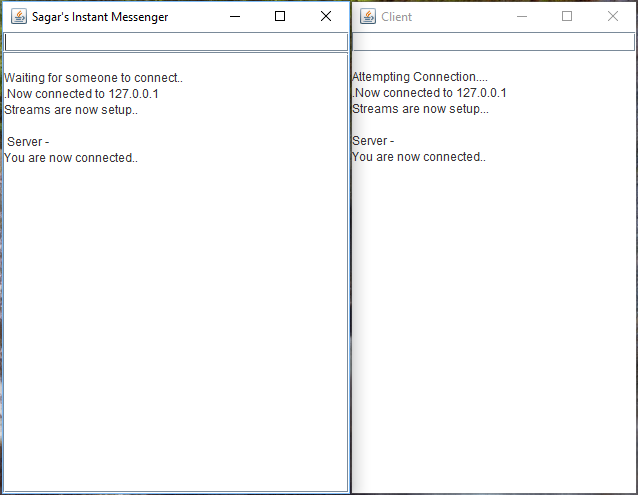 Sagar's Instant Messenger
Waiting for someone to connect..
.Now connected to 127.0.0.1
Streams are now setup..
Server -
You are now connected..
Client
Attempting Connection....
.Now connected to 127.0.0.1
Streams are now setup...
Server -
You are now connected..